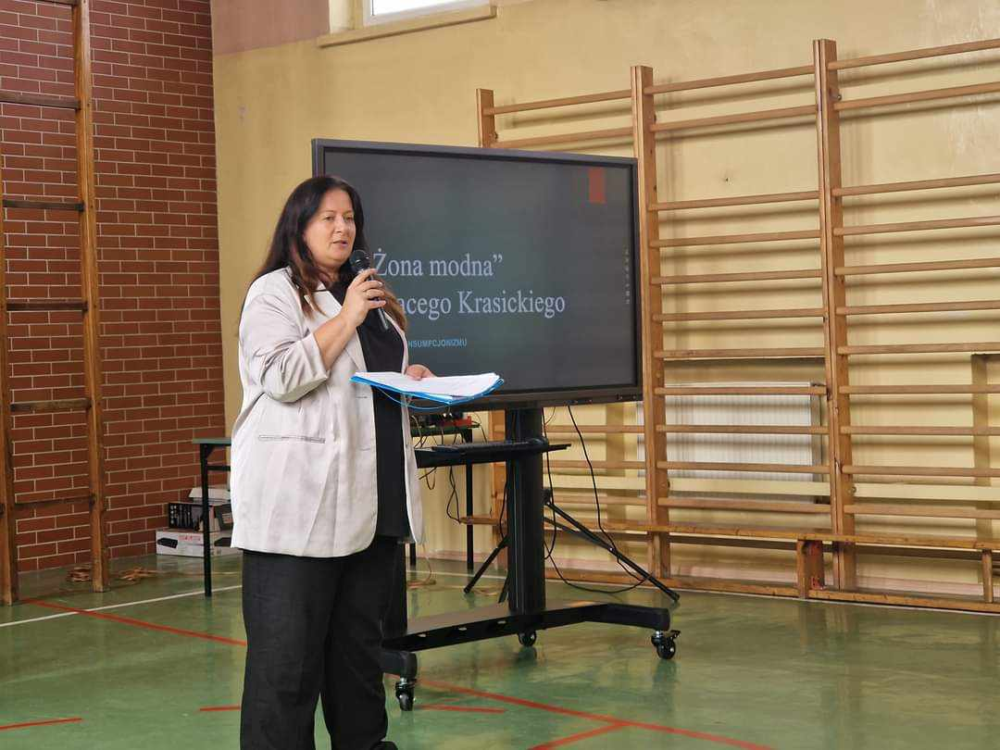 Żona modna”
acego Krasickiego
NSUMPCJONIZMU